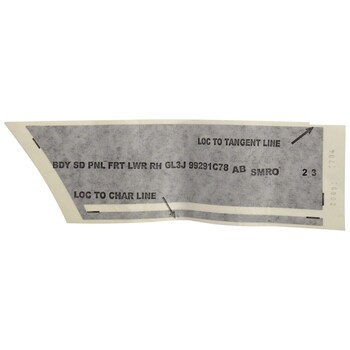 LOC TO TANGENT LINE
BDY SD PNL FRT LWR RH GL3J 99291C78 AB SMRO 2 3
LOC TO CHAR LINE